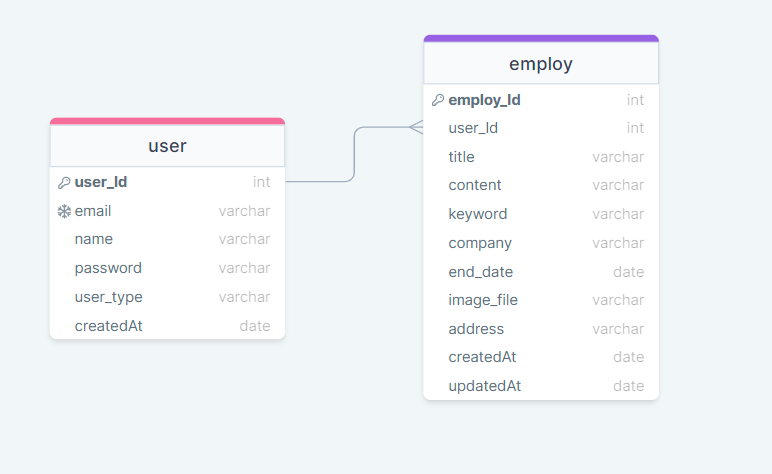 user
user_Id int
email varchar
name varchar
password varchar
user_type varchar
createdAt date
employ
employ_Id int
user_Id int
title varchar
content varchar
keyword varchar
company varchar
end_date date
image_file varchar
address varchar
createdAt date
updatedAt date